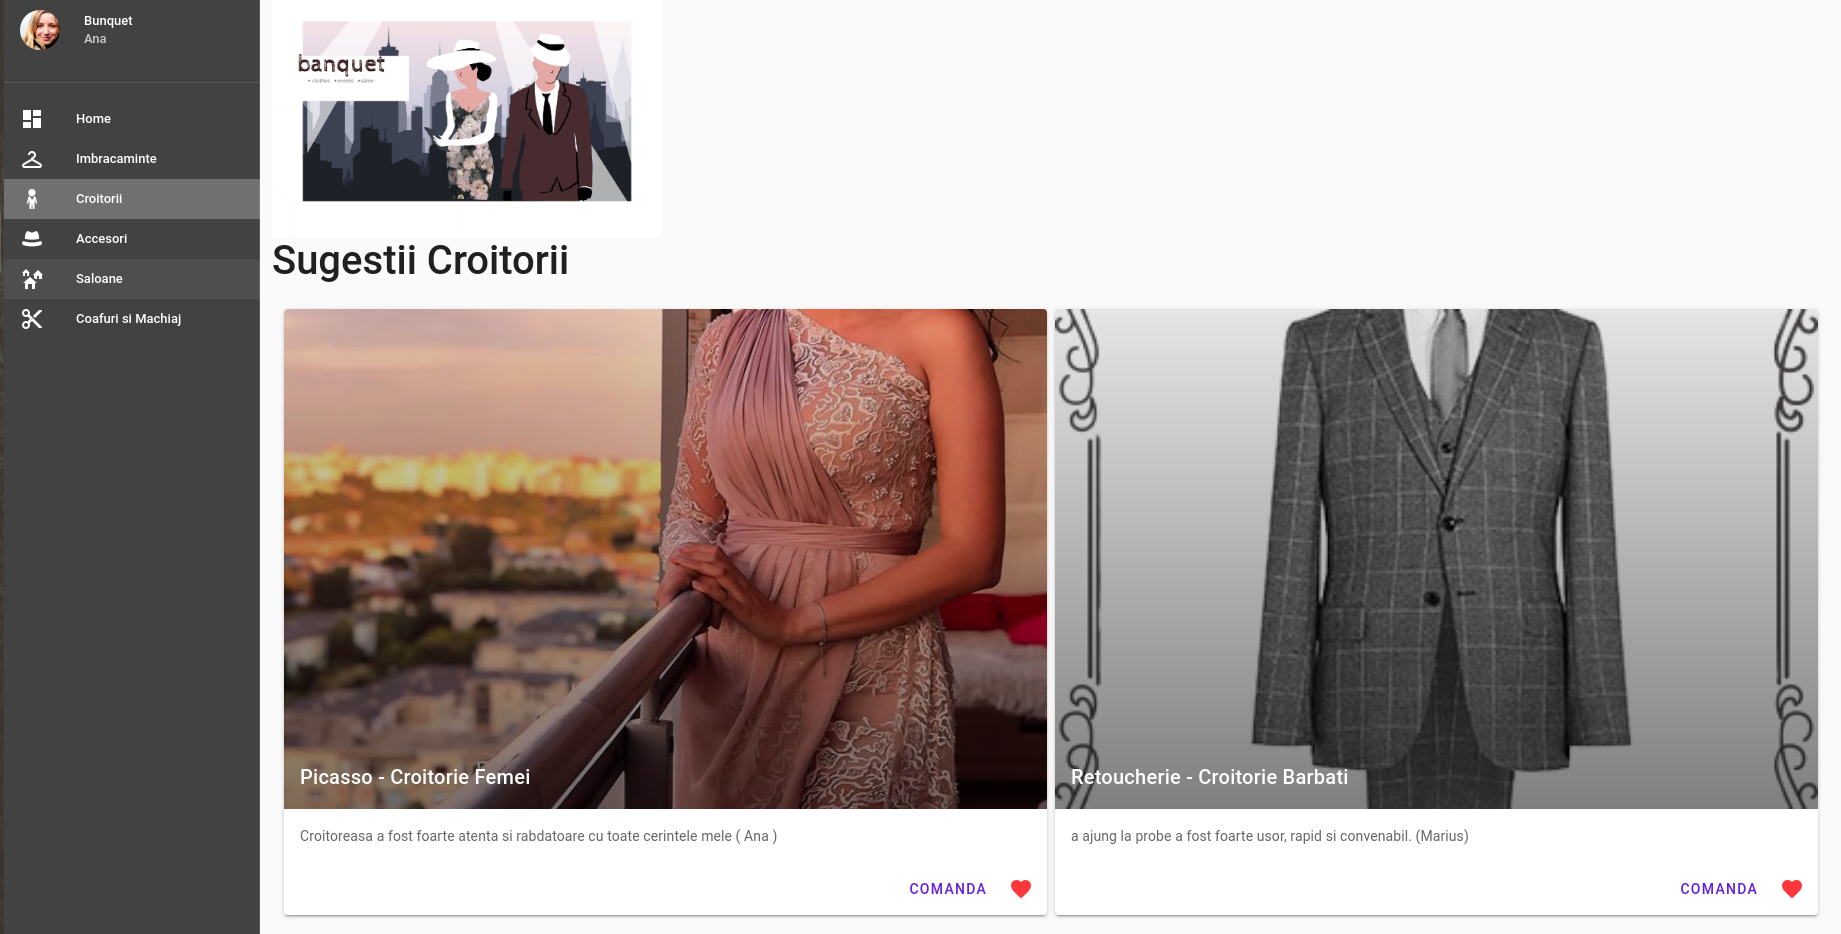 Bunquet
Ana
Home
Imbracaminte
Croitorii
Accesori
Saloane
Coafuri si Machiaj
banquet
• clothes • events • salon
Sugestii Croitorii
Picasso - Croitorie Femei
Croitoreasa a fost foarte atenta si rabdatoare cu toate cerintele mele ( Ana )
COMANDA
Retoucherie - Croitorie Barbati
a ajung la probe a fost foarte usor, rapid si convenabil. (Marius)
COMANDA